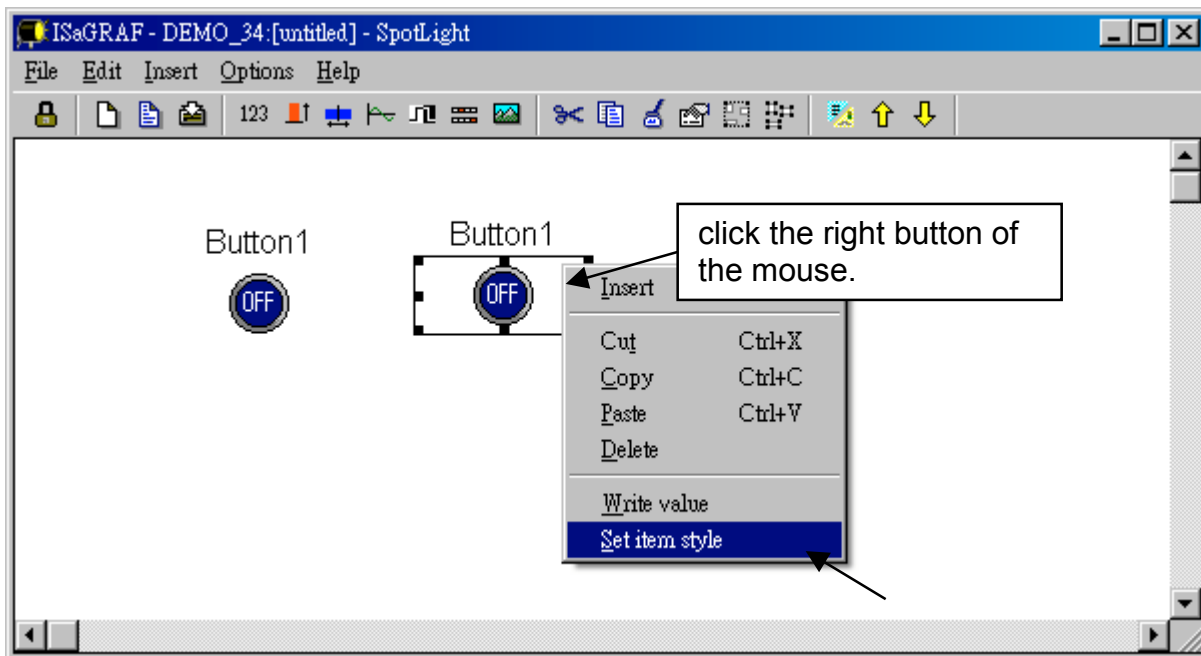 ISaGRAF - DEMO_34:[untitled] - SpotLight
File Edit Insert Options Help
123
Button1
Button1
OFF
OFF
click the right button of
the mouse.
Insert
Cut Ctrl+X
Copy Ctrl+C
Paste Ctrl+V
Delete
Write value
Set item style